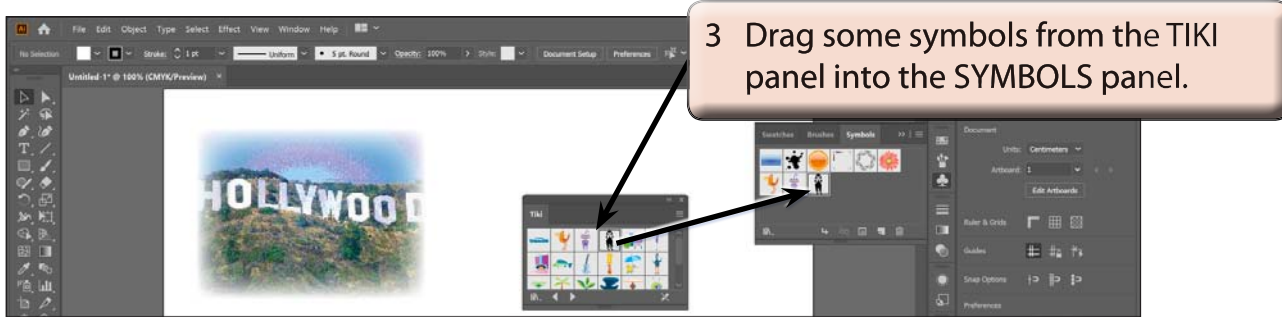 3 Drag some symbols from the TIKI
panel into the SYMBOLS panel.
Ai File Edit Object Type Select Effect View Window Help
No Selection Stroke: 1 pt Uniform 5 pt. Round Opacity: 100% Style: Document Setup Preferences
Untitled-1* @ 100% (CMYK/Preview) ×
HOLLYWOOD
Swatches Brushes Symbols
Tiki
Document
Units: Centimeters
Artboard: 1
Edit Artboards
Ruler & Grids
Guides
Snap Options
Preferences